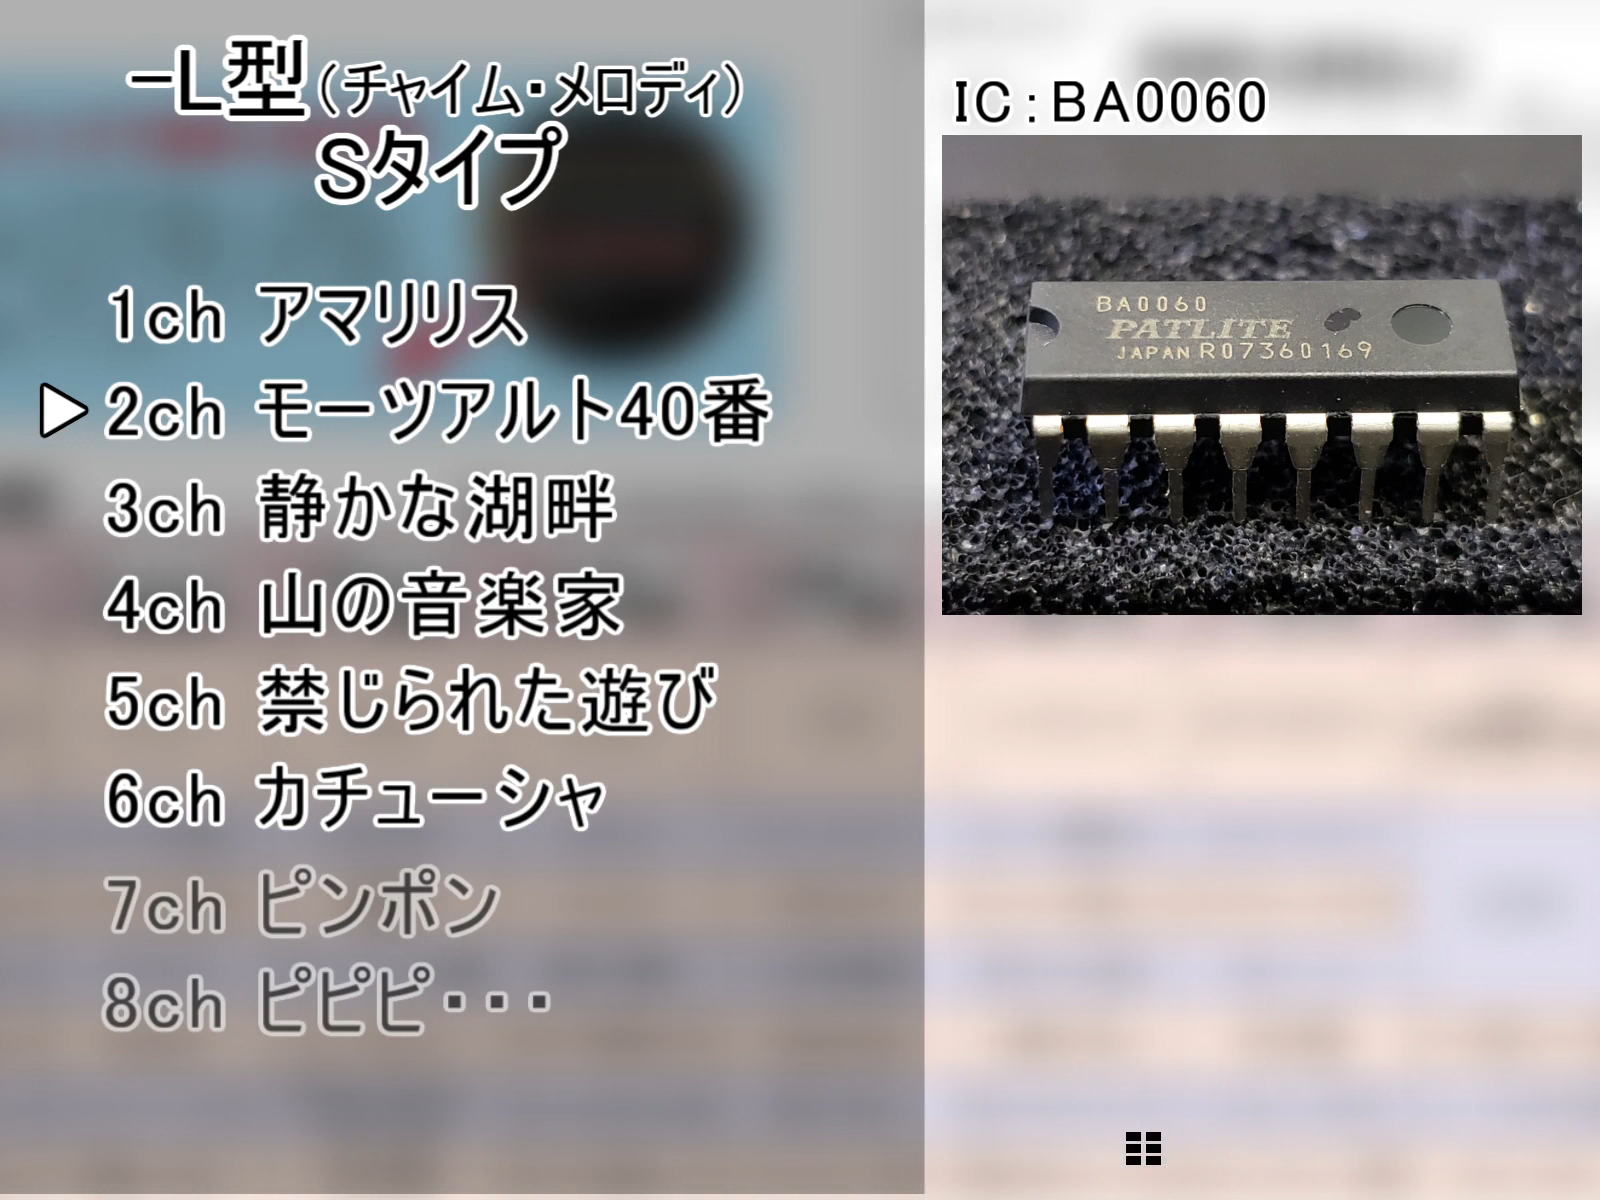 −L型（チャイム・メロディ）
Sタイプ
1ch アマリリス
2ch モーツアルト40番
3ch 静かな湖畔
4ch 山の音楽家
5ch 禁じられた遊び
6ch カチューシャ
7ch ピンポン
8ch ピピピ・・・
IC：BA0060
BA0060
PATLITE
JAPAN R07360169